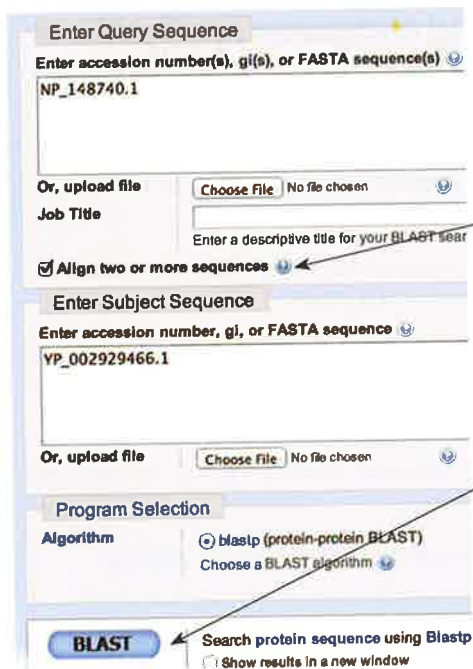 Enter Query Sequence
Enter accession number(s), gi(s), or FASTA sequence(s)
NP_148740.1
Or, upload file Choose File No file chosen
Job Title
Enter a descriptive title for your BLAST sear
Align two or more sequences
Enter Subject Sequence
Enter accession number, gi, or FASTA sequence
YP_002929466.1
Or, upload file Choose File No file chosen
Program Selection
Algorithm blastp (protein-protein BLAST)
Choose a BLAST algorithm
BLAST Search protein sequence using Blastp
Show results in a new window